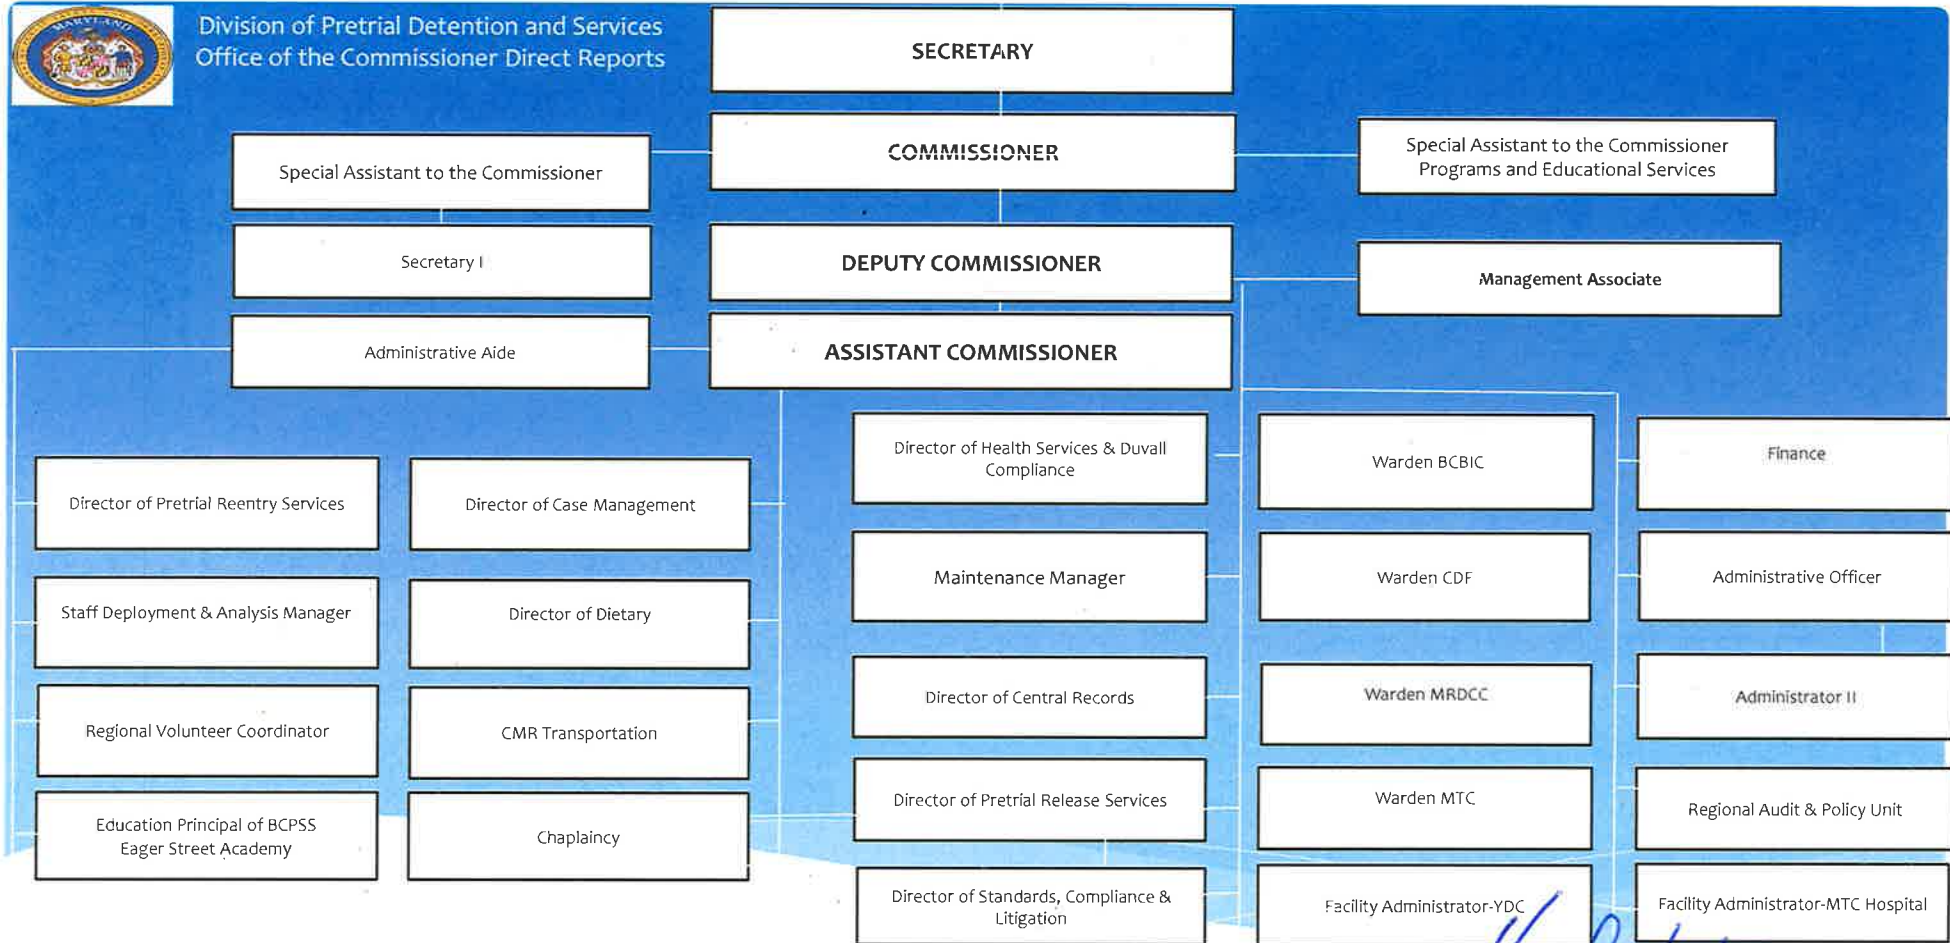 MARYLAND
Division of Pretrial Detention and Services
Office of the Commissioner Direct Reports
SECRETARY
COMMISSIONER
Special Assistant to the Commissioner
Special Assistant to the Commissioner
Programs and Educational Services
Secretary I
DEPUTY COMMISSIONER
Management Associate
Administrative Aide
ASSISTANT COMMISSIONER
Director of Pretrial Reentry Services
Director of Case Management
Director of Health Services & Duvall
Compliance
Warden BCBIC
Finance
Staff Deployment & Analysis Manager
Director of Dietary
Maintenance Manager
Warden CDF
Administrative Officer
Regional Volunteer Coordinator
CMR Transportation
Director of Central Records
Warden MRDCC
Administrator II
Education Principal of BCPSS
Eager Street Academy
Chaplaincy
Director of Pretrial Release Services
Warden MTC
Regional Audit & Policy Unit
Director of Standards, Compliance &
Litigation
Facility Administrator-YDC
Facility Administrator-MTC Hospital